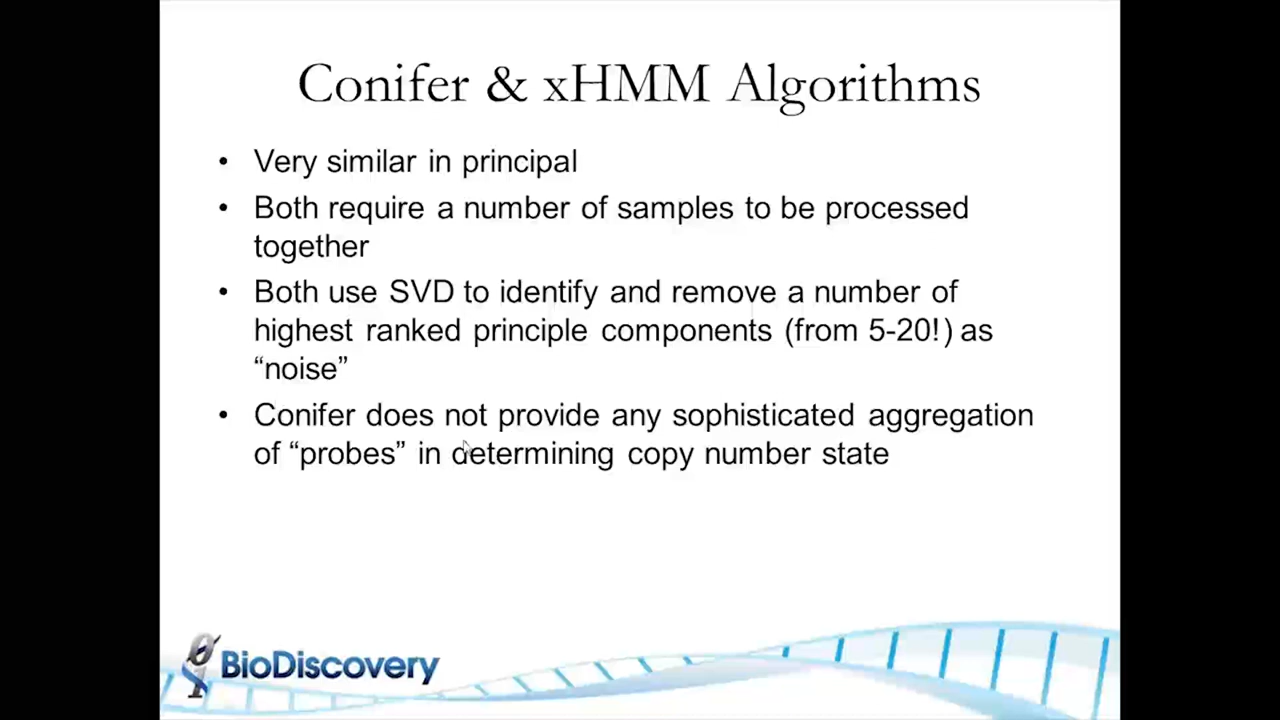 Conifer & xHMM Algorithms
• Very similar in principal
• Both require a number of samples to be processed
together
• Both use SVD to identify and remove a number of
highest ranked principle components (from 5-20!) as
“noise”
• Conifer does not provide any sophisticated aggregation
of “probes” in determining copy number state
BioDiscovery